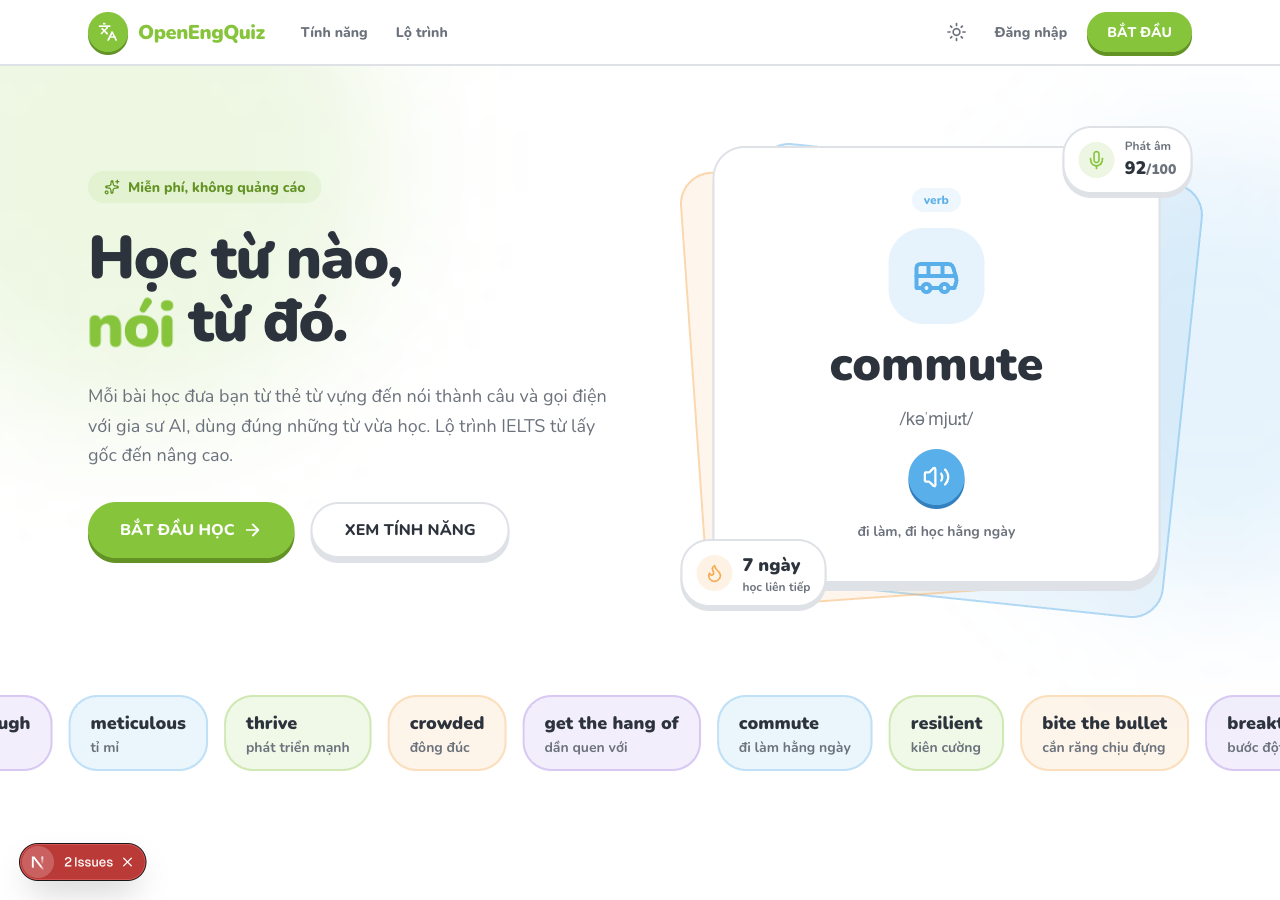 OpenEngQuiz
Tính năng
Lộ trình
Đăng nhập
BẮT ĐẦU
Miễn phí, không quảng cáo
Học từ nào,
nói từ đó.
Mỗi bài học đưa bạn từ thẻ từ vựng đến nói thành câu và gọi điện
với gia sư AI, dùng đúng những từ vừa học. Lộ trình IELTS từ lấy
gốc đến nâng cao.
BẮT ĐẦU HỌC
XEM TÍNH NĂNG
Phát âm
92/100
verb
commute
/kəˈmjuːt/
đi làm, đi học hằng ngày
7 ngày
học liên tiếp
ugh
meticulous
tỉ mỉ
thrive
phát triển mạnh
crowded
đông đúc
get the hang of
dần quen với
commute
đi làm hằng ngày
resilient
kiên cường
bite the bullet
cắn răng chịu đựng
breakt
bước độ
2 Issues